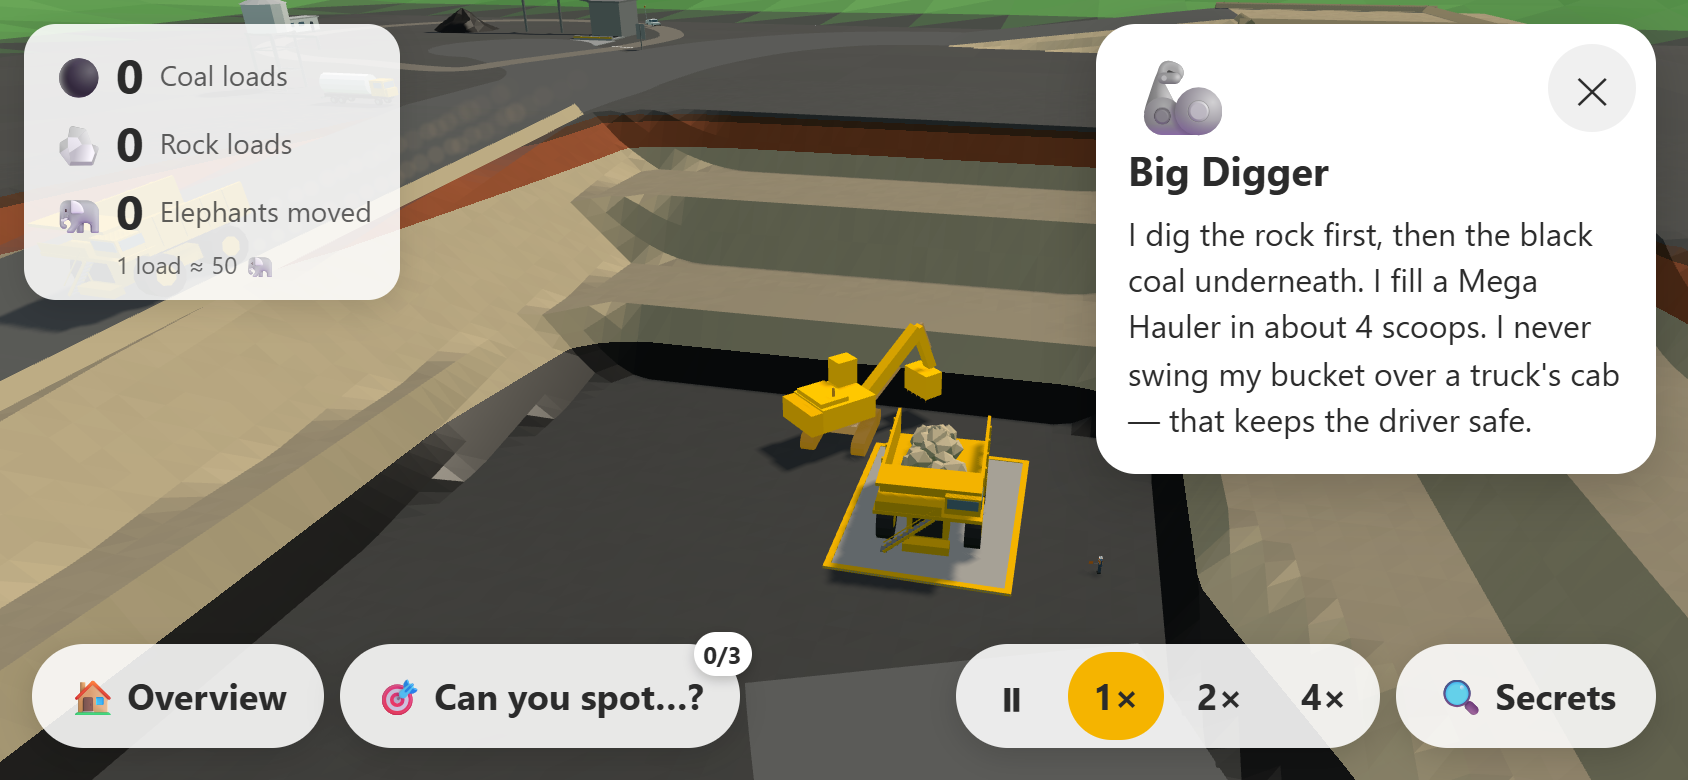 0 Coal loads
0 Rock loads
0 Elephants moved
1 load ≈ 50
Big Digger
I dig the rock first, then the black
coal underneath. I fill a Mega
Hauler in about 4 scoops. I never
swing my bucket over a truck's cab
— that keeps the driver safe.
Overview
Can you spot...?
0/3
1×
2×
4×
Secrets